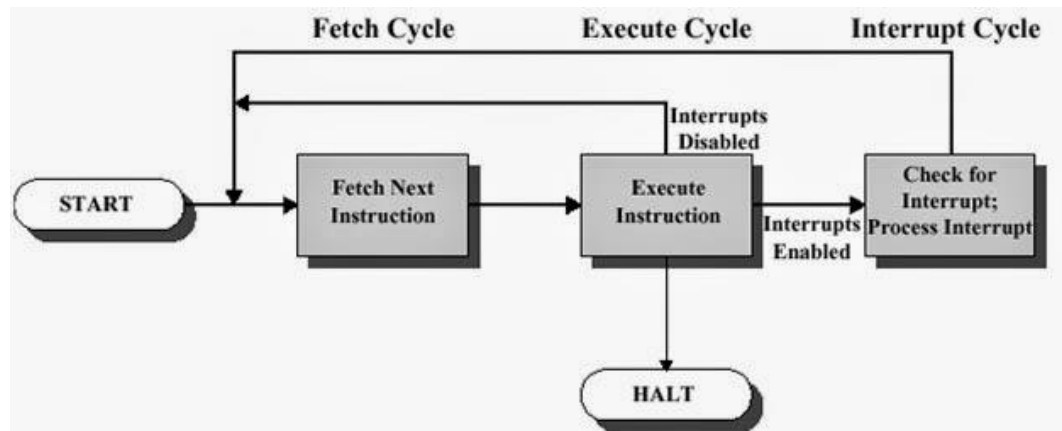 Fetch Cycle
Execute Cycle
Interrupt Cycle
Interrupts
Disabled
START
Fetch Next
Instruction
Execute
Instruction
Interrupts
Enabled
Check for
Interrupt;
Process Interrupt
HALT